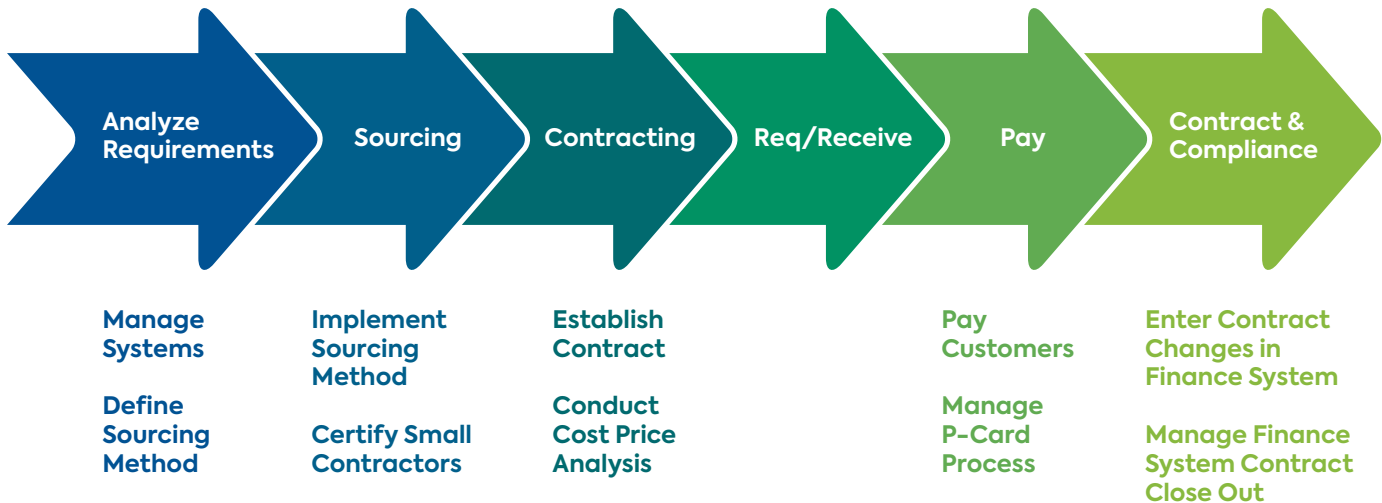 Analyze
Requirements
Sourcing
Contracting
Req/Receive
Pay
Contract &
Compliance
Manage
Systems
Define
Sourcing
Method
Implement
Sourcing
Method
Certify Small
Contractors
Establish
Contract
Conduct
Cost Price
Analysis
Pay
Customers
Manage
P-Card
Process
Enter Contract
Changes in
Finance System
Manage Finance
System Contract
Close Out